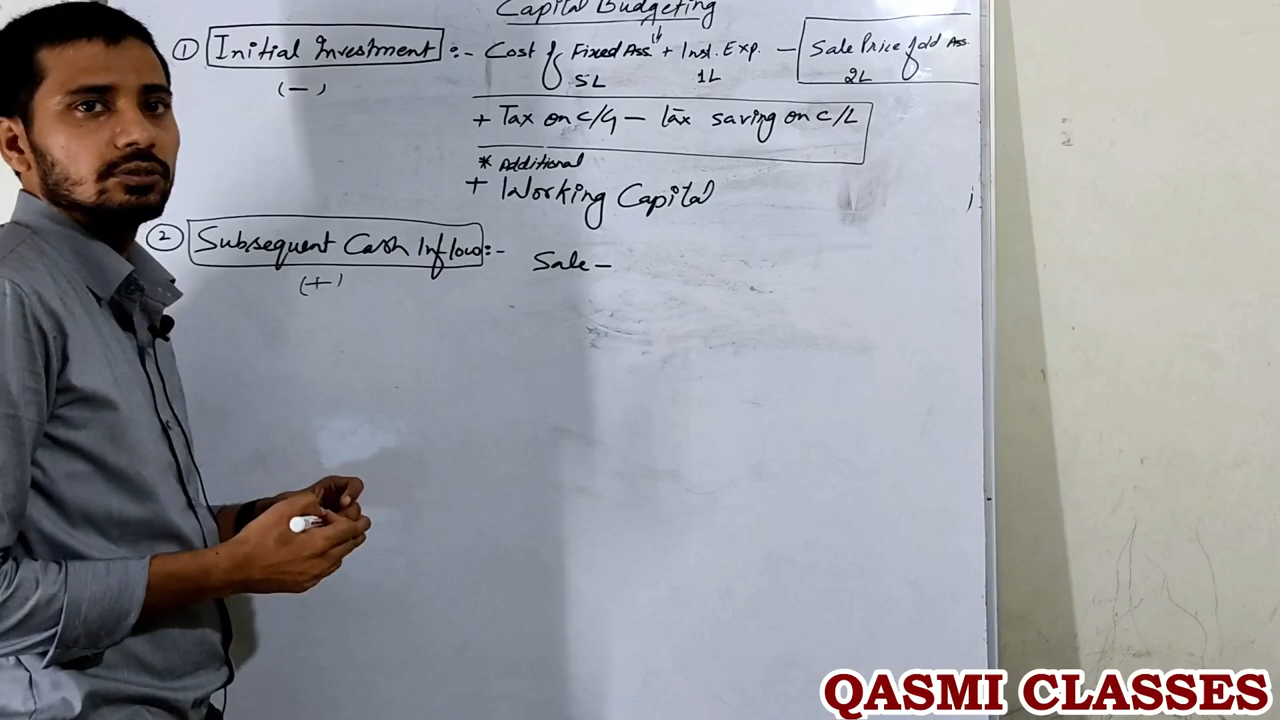 Capital Budgeting
① Initial Investment :- Cost of Fixed Ass. + Inst. Exp. - Sale Price of old Ass.
(-) 5L 1L 2L
+ Tax on C/G - Tax saving on C/L
* Additional
+ Working Capital
② Subsequent Cash Inflow :- Sale -
(+)
QASMI CLASSES